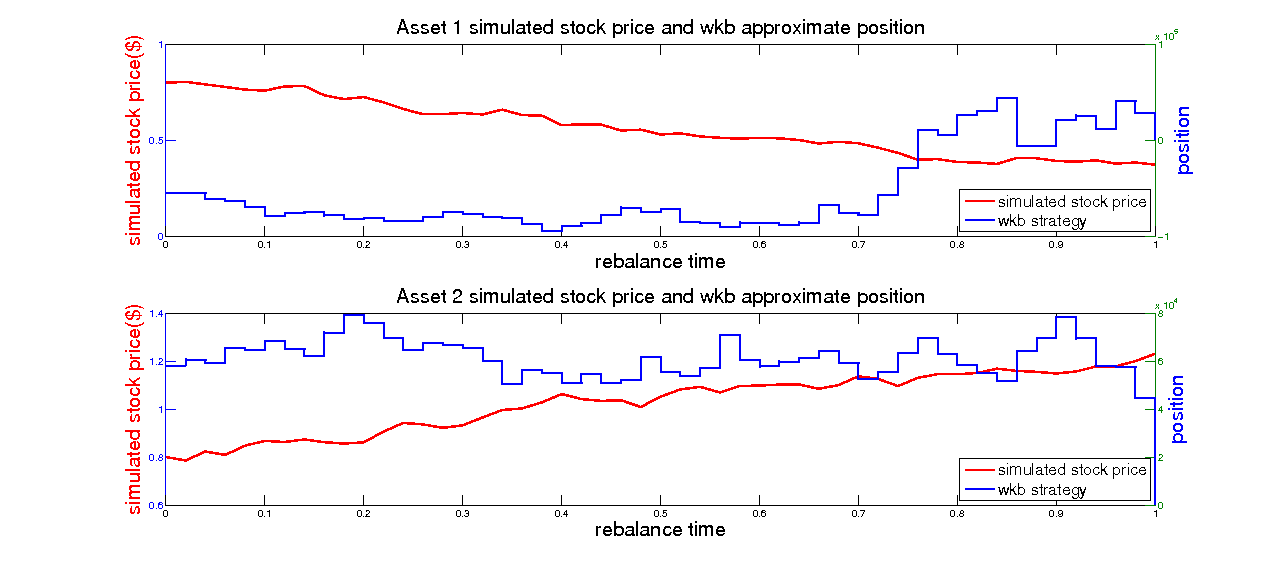 Asset 1 simulated stock price and wkb approximate position
x 10^5
simulated stock price($)
1
0.5
0
1
0
-1
position
simulated stock price
wkb strategy
0 0.1 0.2 0.3 0.4 0.5 0.6 0.7 0.8 0.9 1
rebalance time
Asset 2 simulated stock price and wkb approximate position
x 10^4
simulated stock price($)
1.4
1.2
1
0.8
0.6
8
6
4
2
0
position
simulated stock price
wkb strategy
0 0.1 0.2 0.3 0.4 0.5 0.6 0.7 0.8 0.9 1
rebalance time